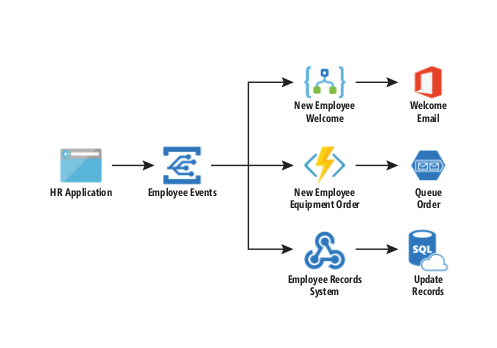 New Employee
Welcome
Welcome
Email
HR Application
Employee Events
New Employee
Equipment Order
Queue
Order
Employee Records
System
SQL
Update
Records